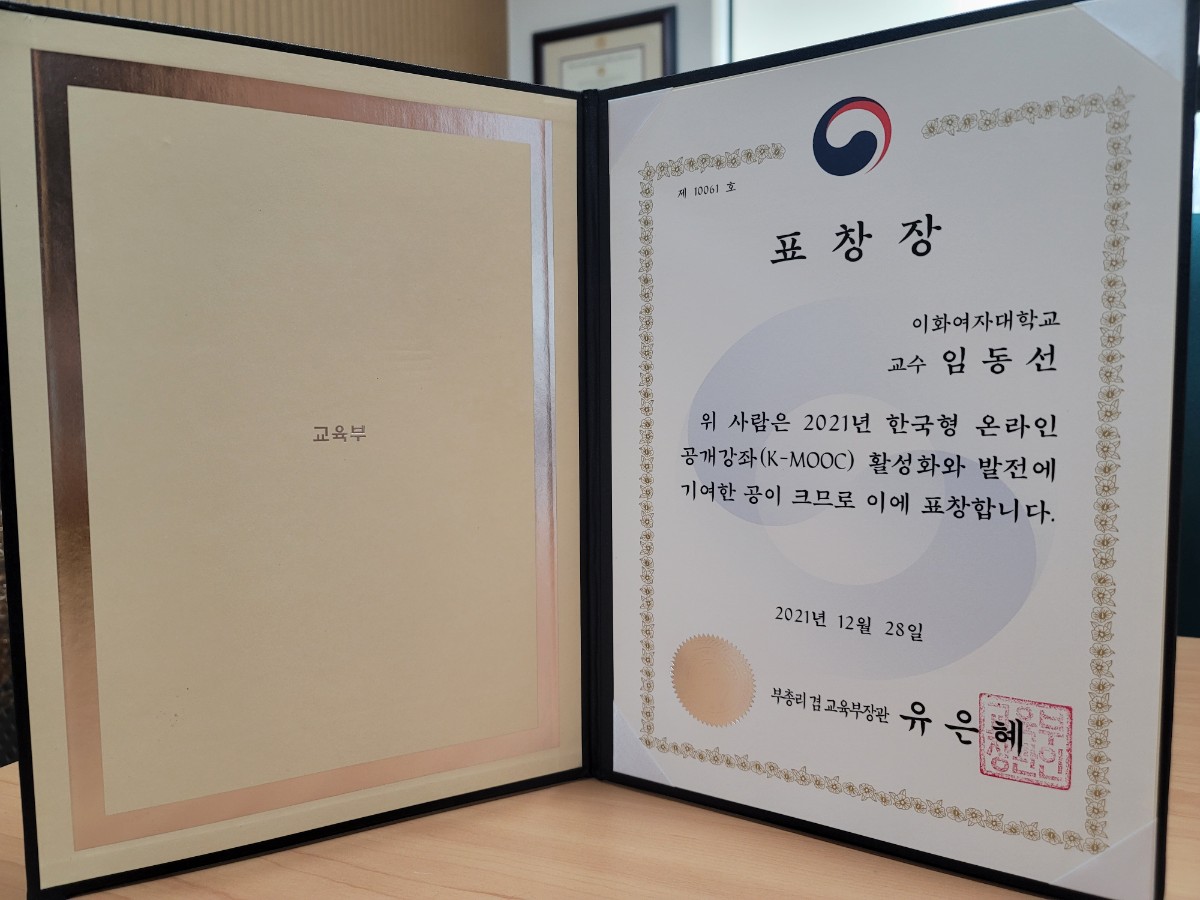 교육부
제 10061 호
표 창 장
이화여자대학교
교수 임 동 선
위 사람은 2021년 한국형 온라인
공개강좌(K-MOOC) 활성화와 발전에
기여한 공이 크므로 이에 표창합니다.
2021년 12월 28일
부총리 겸 교육부장관 유 은 혜
교육부
장관인